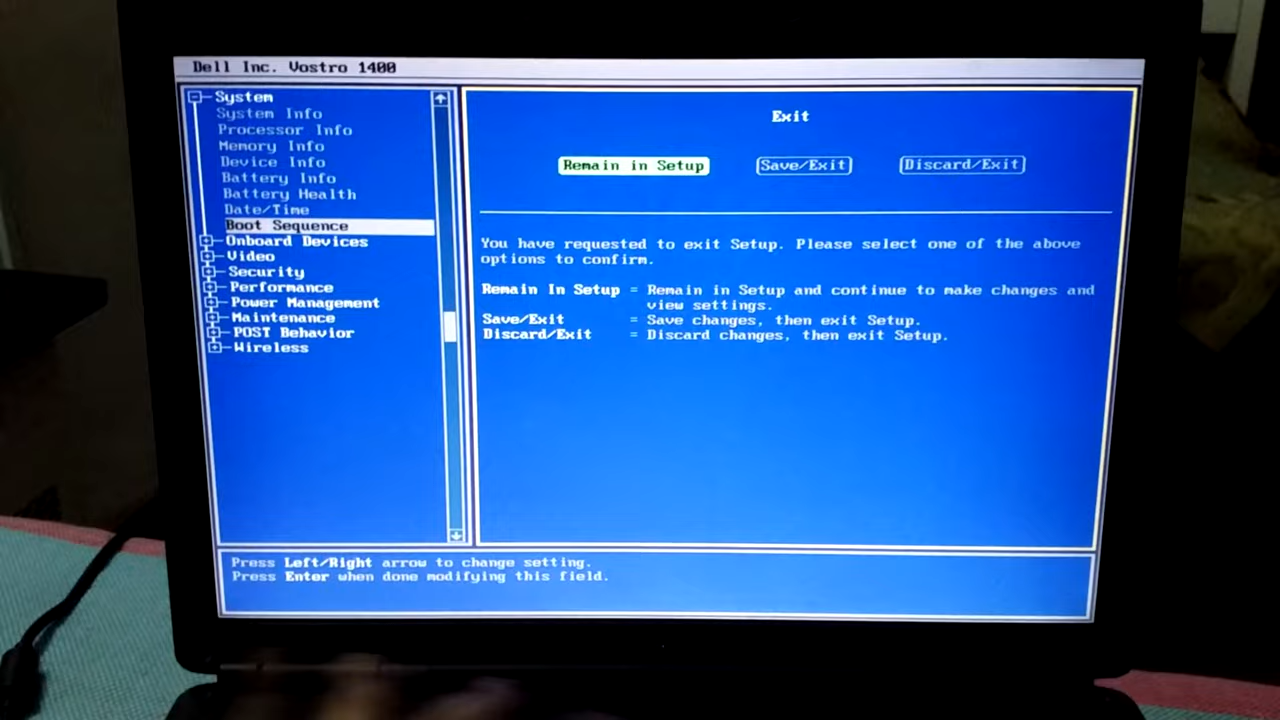 Dell Inc. Vostro 1400
System
System Info
Processor Info
Memory Info
Device Info
Battery Info
Battery Health
Date/Time
Boot Sequence
Onboard Devices
Video
Security
Performance
Power Management
Maintenance
POST Behavior
Wireless
Exit
Remain in Setup Save/Exit Discard/Exit
You have requested to exit Setup. Please select one of the above
options to confirm.
Remain In Setup = Remain in Setup and continue to make changes and
view settings.
Save/Exit = Save changes, then exit Setup.
Discard/Exit = Discard changes, then exit Setup.
Press Left/Right arrow to change setting.
Press Enter when done modifying this field.